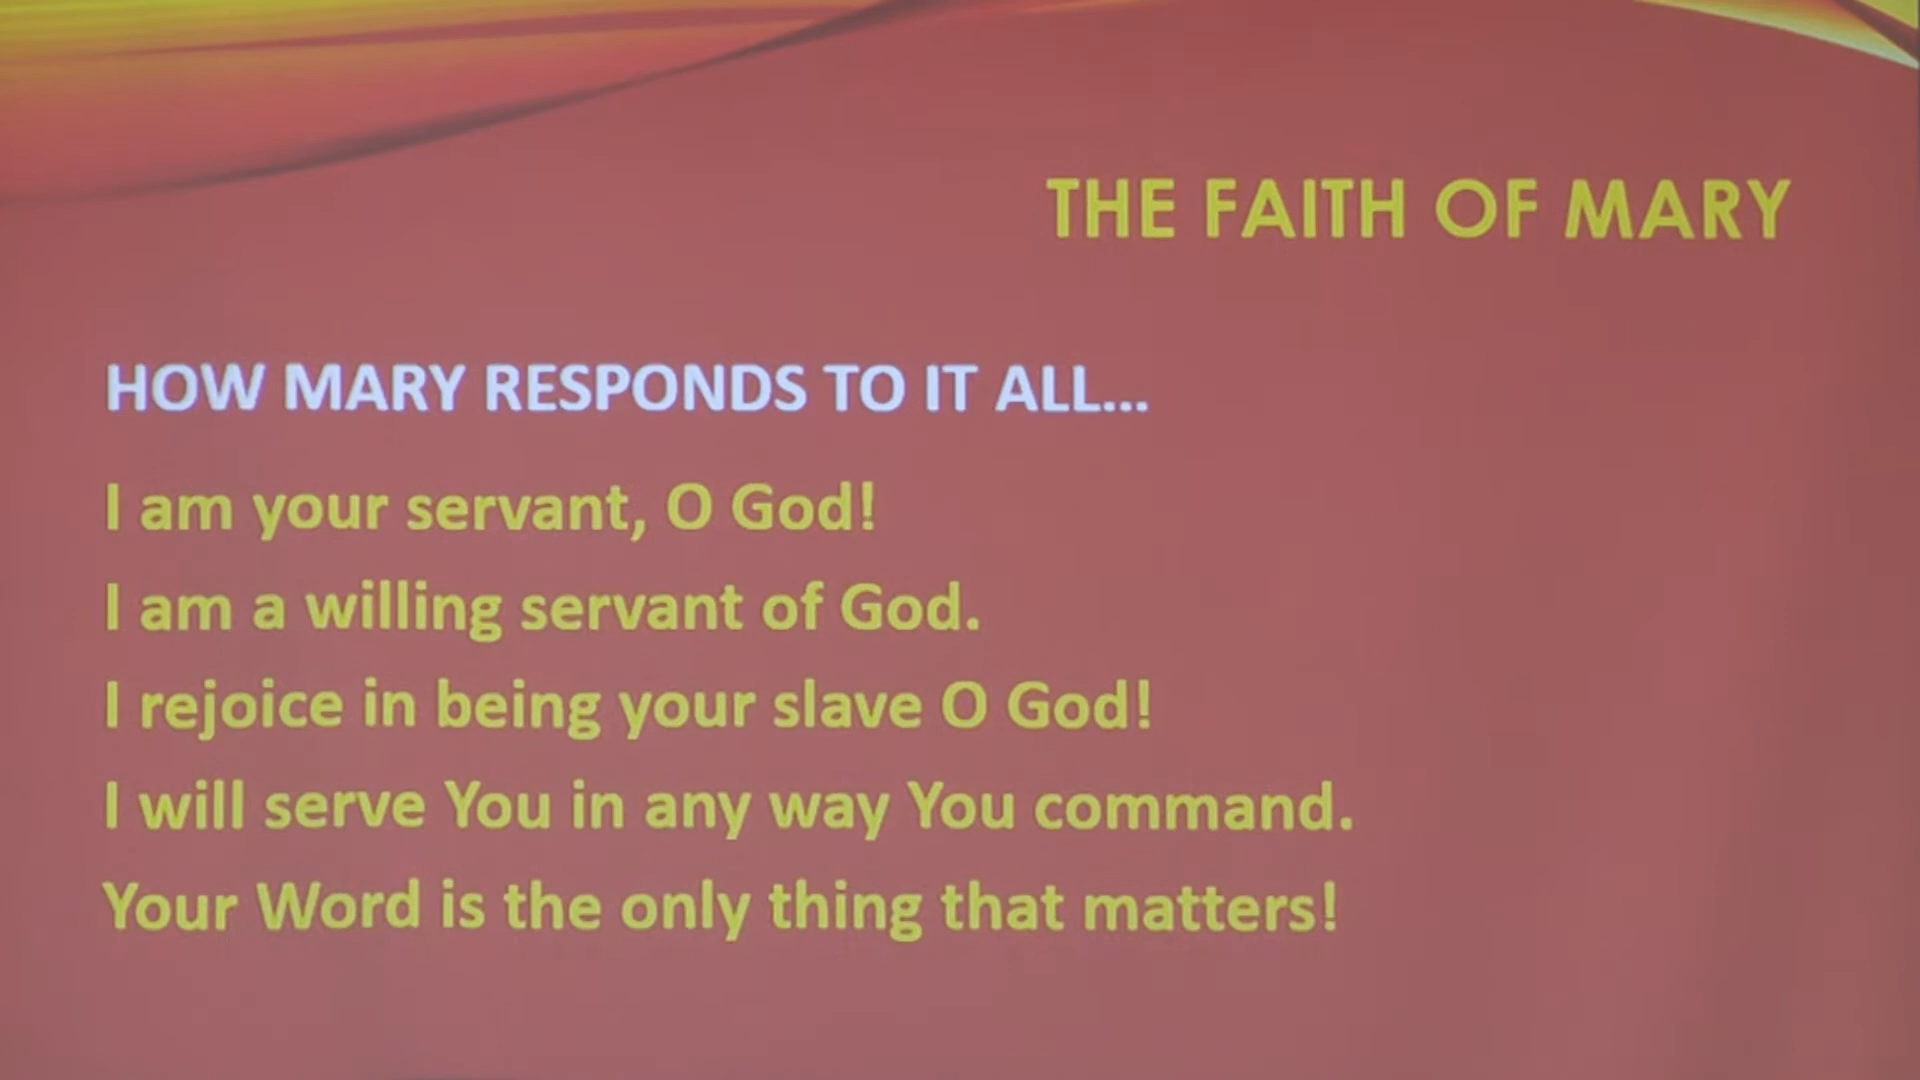 THE FAITH OF MARY
HOW MARY RESPONDS TO IT ALL...
I am your servant, O God!
I am a willing servant of God.
I rejoice in being your slave O God!
I will serve You in any way You command.
Your Word is the only thing that matters!